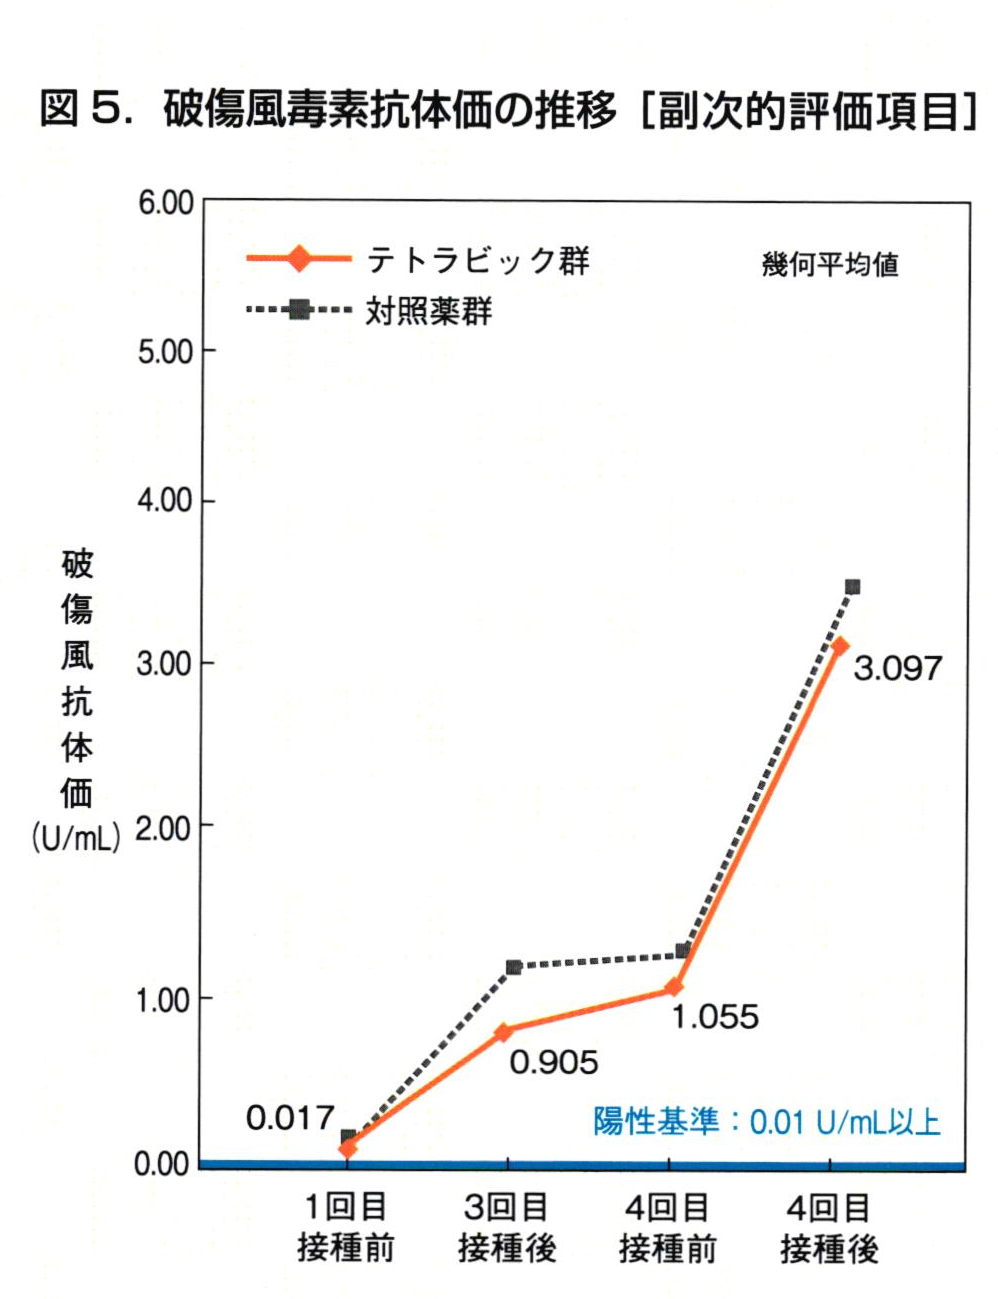 図5. 破傷風毒素抗体価の推移［副次的評価項目］
6.00
5.00
4.00
3.00
2.00
1.00
0.00
破傷風抗体価
(U/mL)
テトラビック群
対照薬群
幾何平均値
0.017
0.905
1.055
3.097
陽性基準：0.01 U/mL以上
1回目
接種前
3回目
接種後
4回目
接種前
4回目
接種後